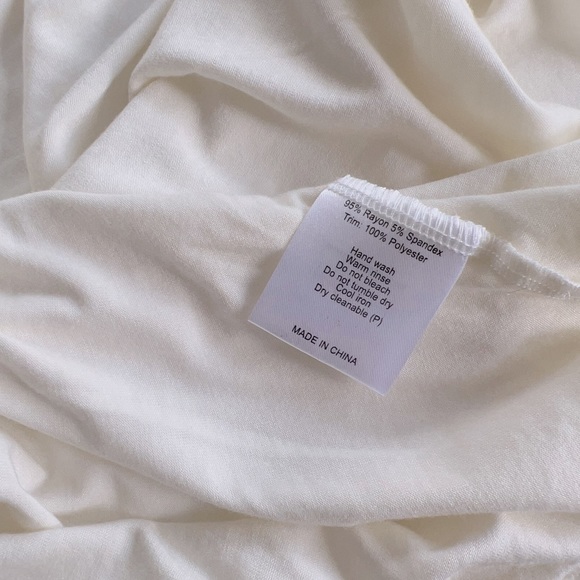 95% Rayon 5% Spandex
Trim: 100% Polyester
Hand wash
Warm rinse
Do not bleach
Do not tumble dry
Cool iron
Dry cleanable (P)
MADE IN CHINA